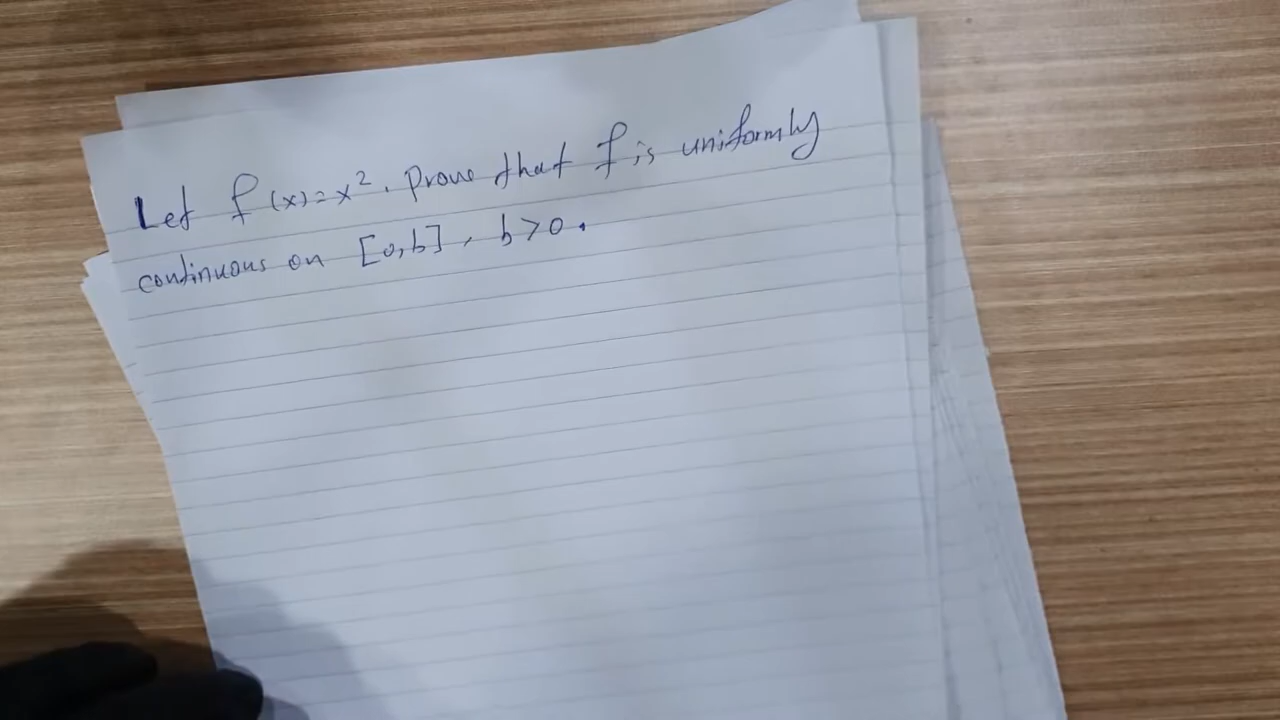 Let f(x)=x². Prove that f is uniformly
continuous on [0,b], b>0.